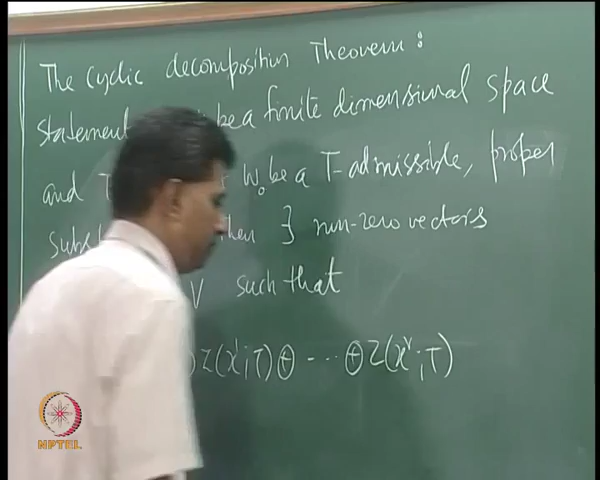 The cyclic decomposition Theorem:
Statement be a finite dimensional space
and T W₀ be a T-admissible, proper
subs then ∃ non-zero vectors
V such that
) Z(x¹;T) ⊕ --- ⊕ Z(xʳ;T)
NPTEL